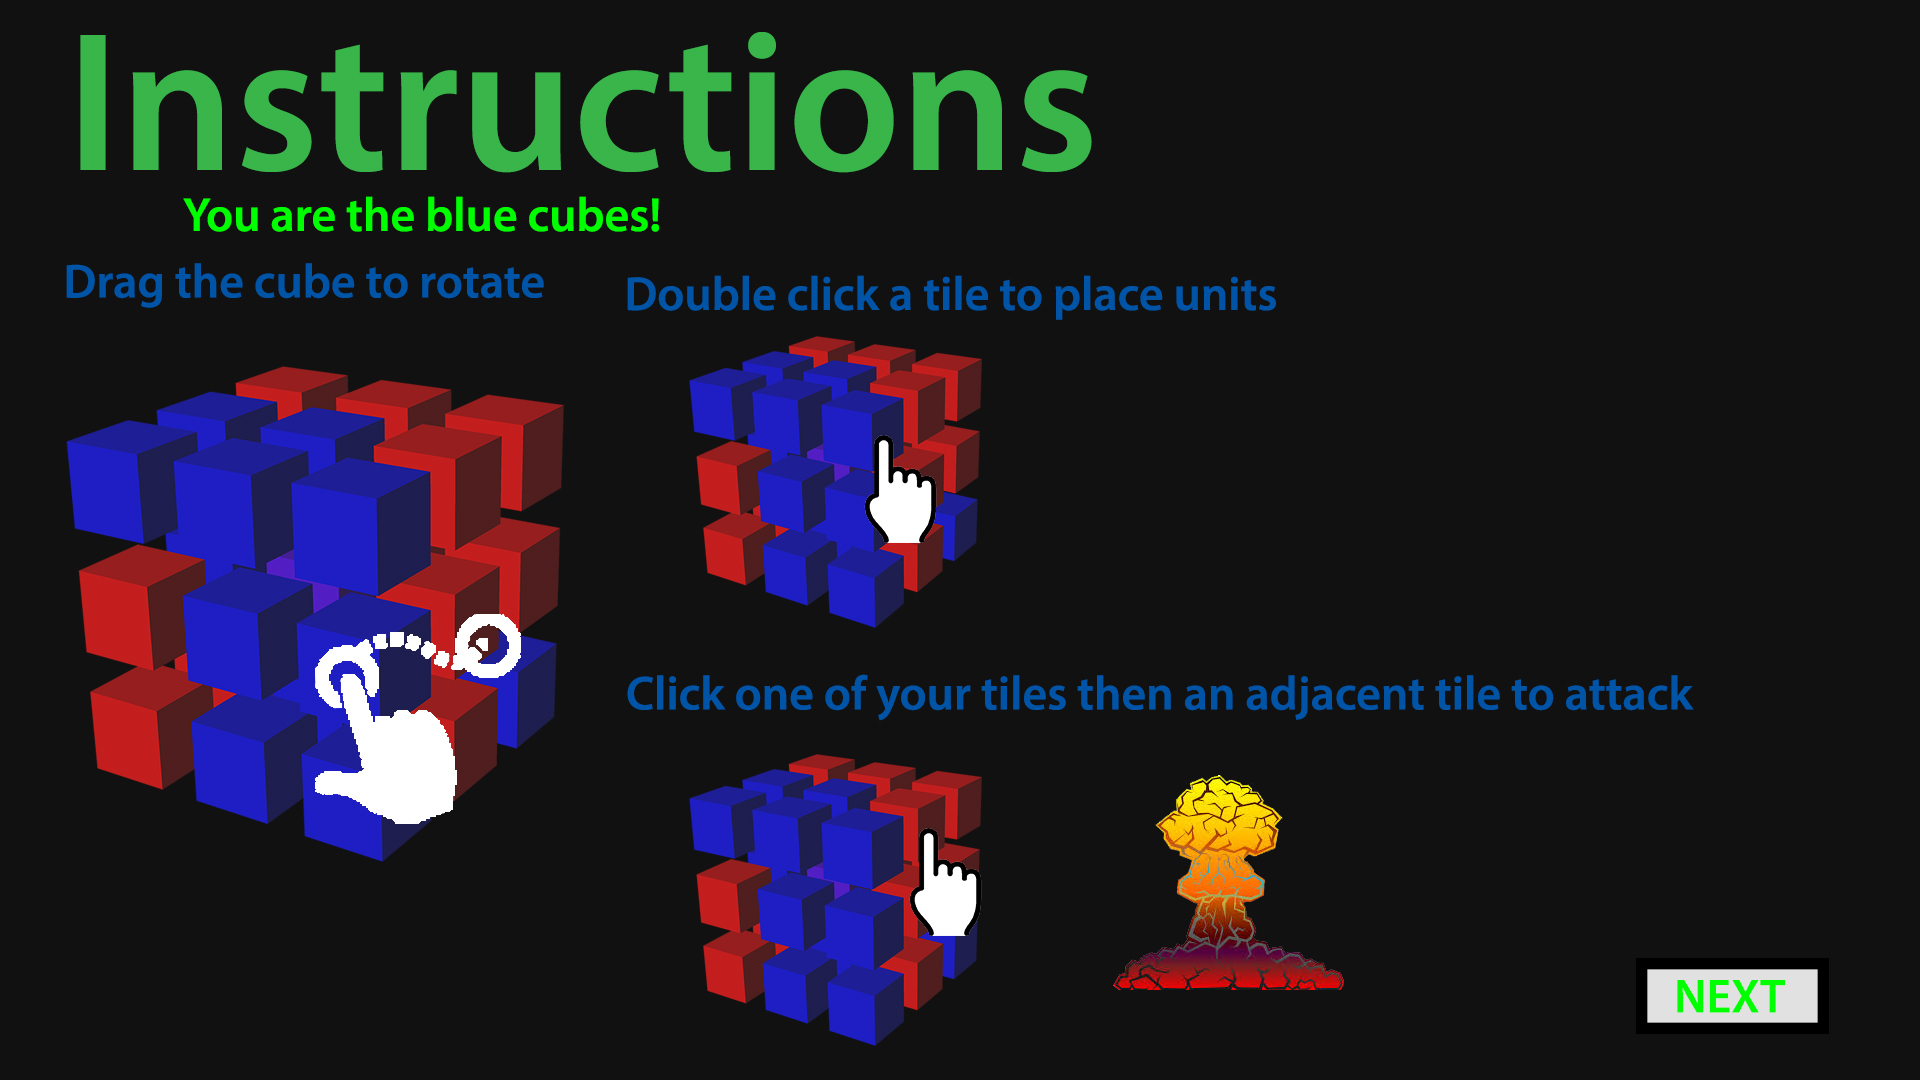 Instructions
You are the blue cubes!
Drag the cube to rotate
Double click a tile to place units
Click one of your tiles then an adjacent tile to attack
NEXT